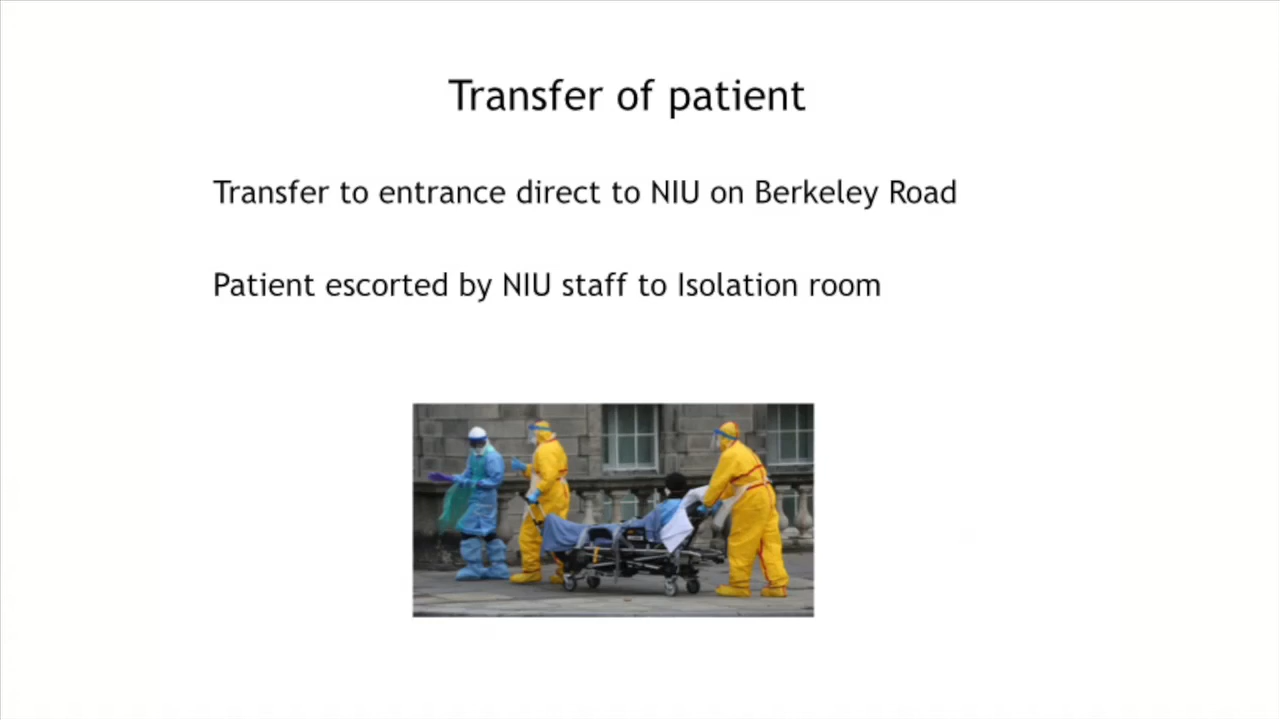 Transfer of patient
Transfer to entrance direct to NIU on Berkeley Road
Patient escorted by NIU staff to Isolation room